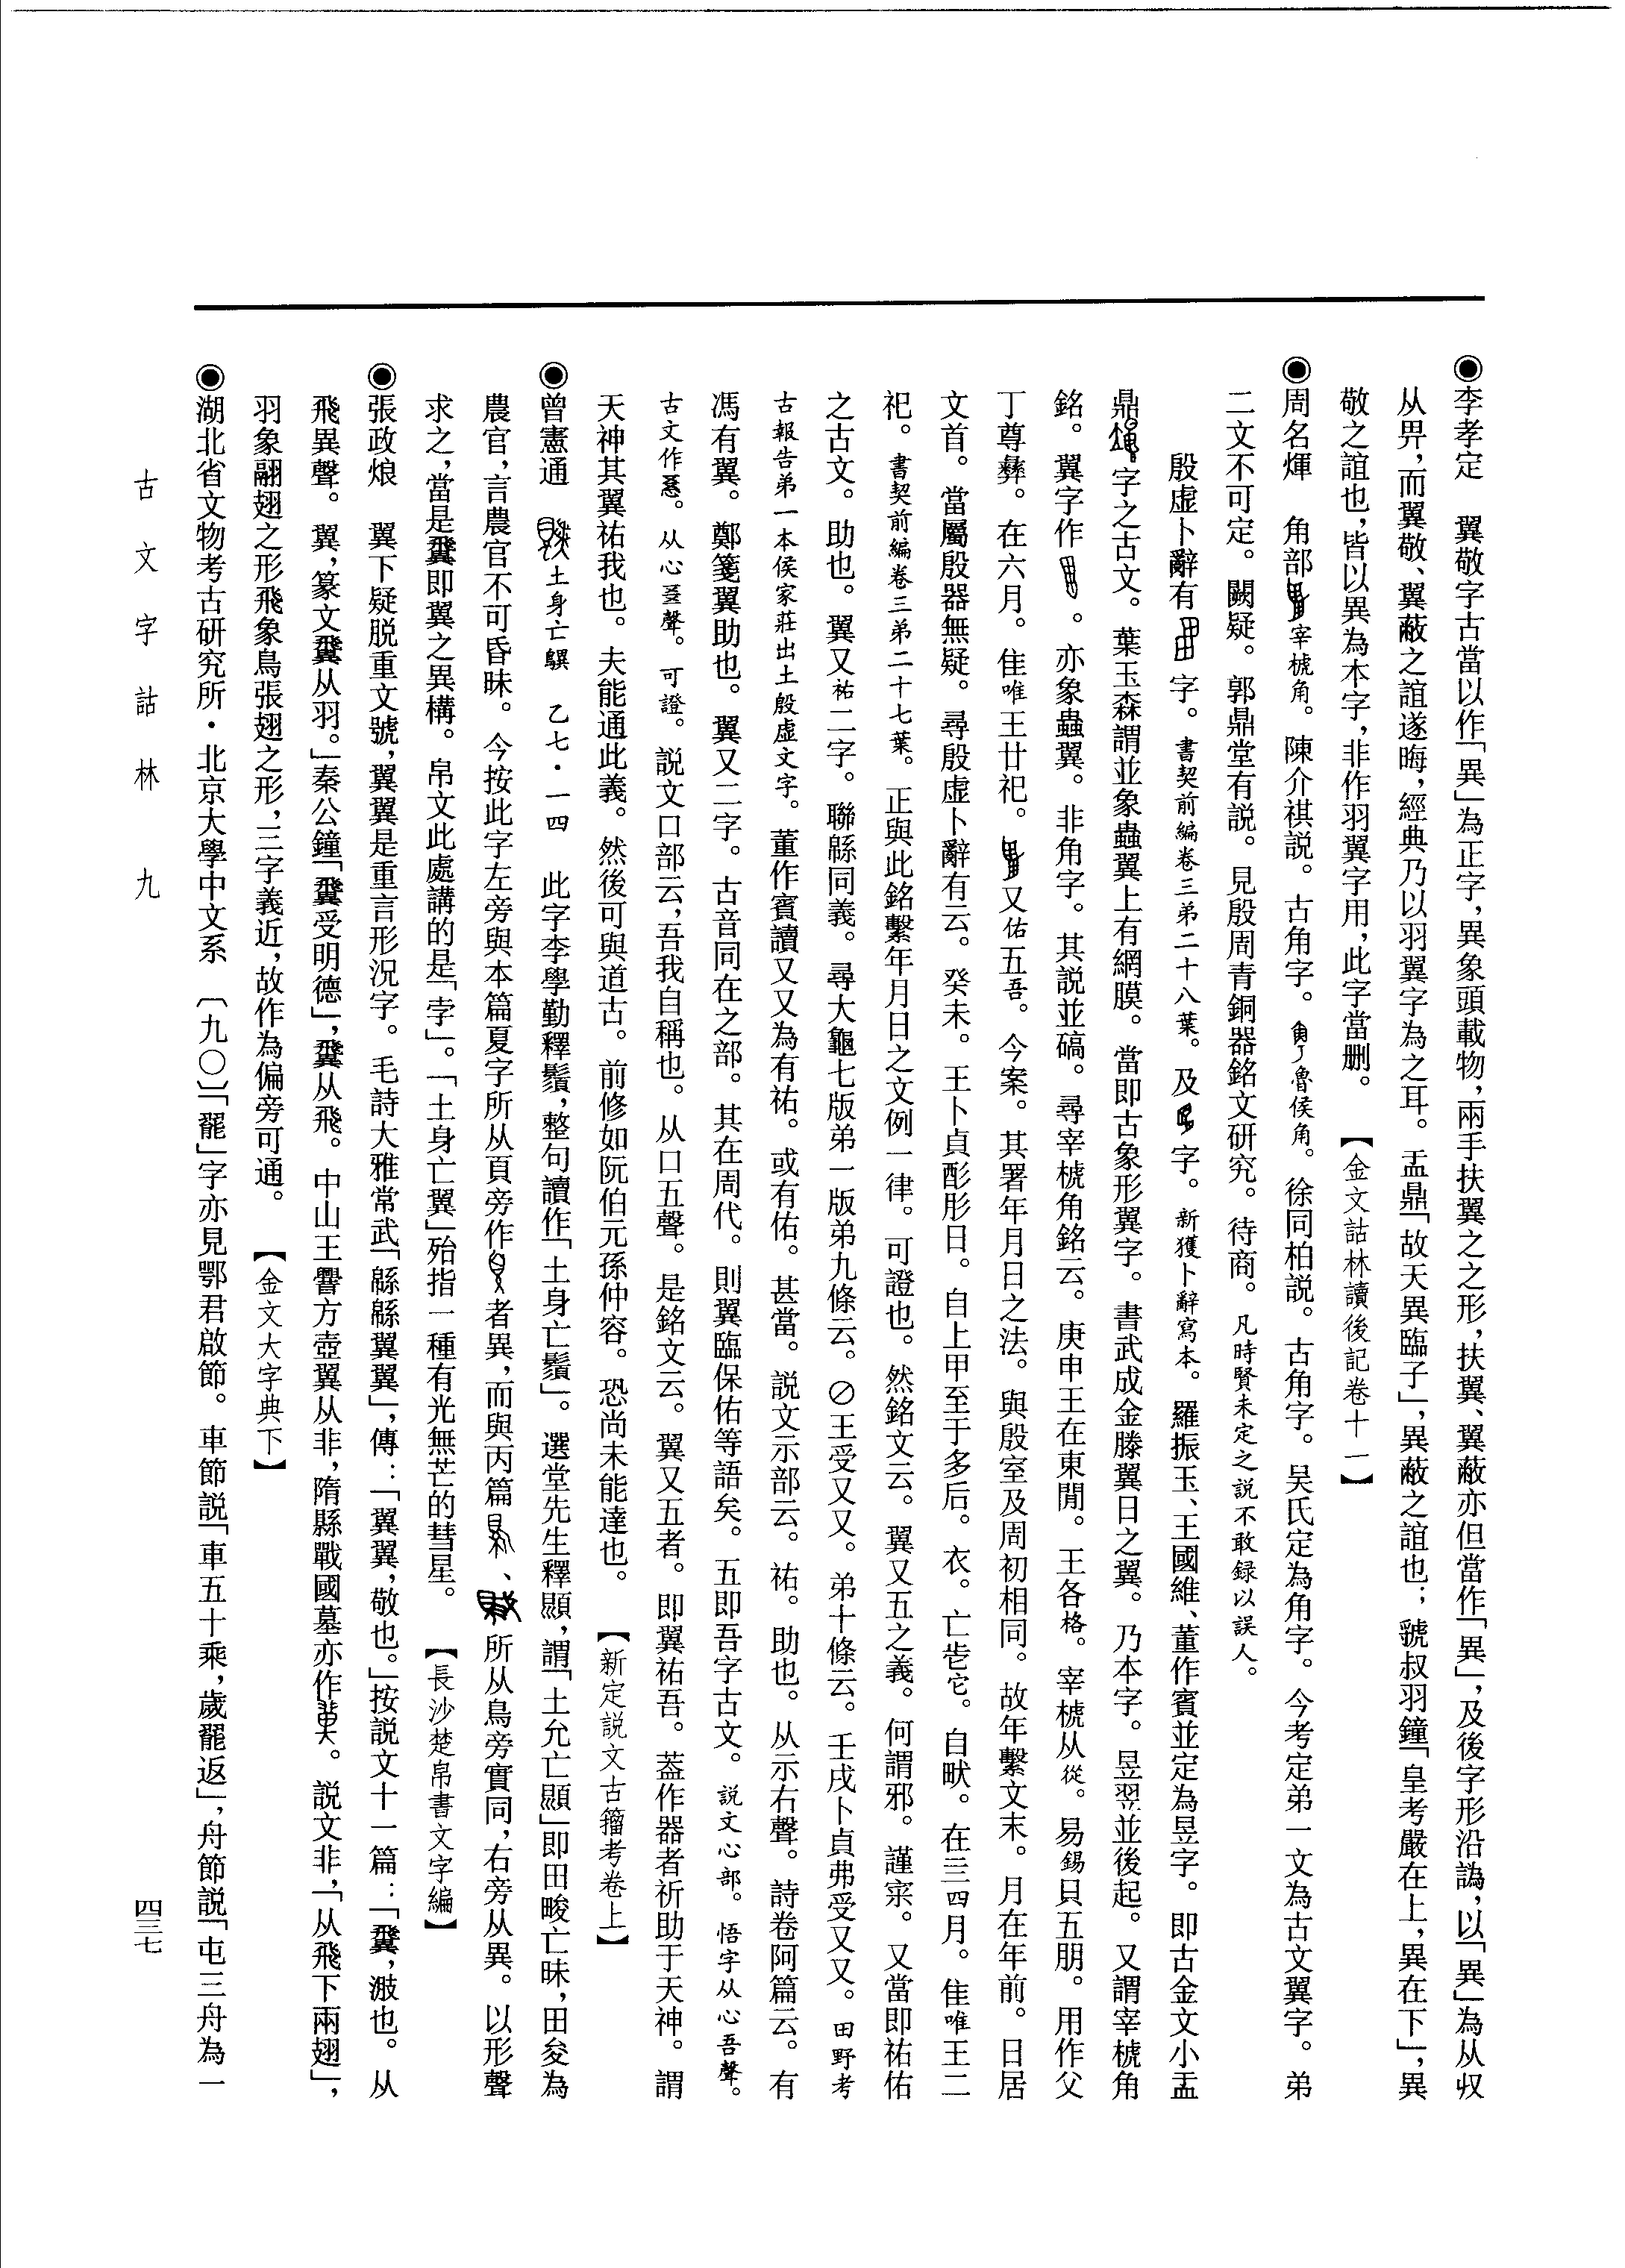 ◉李孝定　翼敬字古當以作「異」為正字，異象頭載物，兩手扶翼之之形，扶翼、翼蔽亦但當作「異」，及後字形沿譌，以「異」為从収
从畀，而翼敬、翼蔽之誼遂晦，經典乃以羽翼字為之耳。盂鼎「故天異臨子」，異蔽之誼也；虢叔羽鐘「皇考嚴在上，異在下」，異
敬之誼也，皆以異為本字，非作羽翼字用，此字當删。【金文詁林讀後記卷十一】
◉周名煇　角部宰椃角。陳介祺説。古角字。魯侯角。徐同柏説。古角字。吴氏定為角字。今考定弟一文為古文翼字。弟
二文不可定。闕疑。郭鼎堂有説。見殷周青銅器銘文研究。待商。凡時賢未定之説不敢録以誤人。
殷虛卜辭有字。書契前編卷三弟二十八葉。及字。新獲卜辭寫本。羅振玉、王國維、董作賓並定為昱字。即古金文小盂
鼎字之古文。葉玉森謂並象蟲翼上有網膜。當即古象形翼字。書武成金滕翼日之翼。乃本字。昱翌並後起。又謂宰椃角
銘。翼字作。亦象蟲翼。非角字。其説並碻。尋宰椃角銘云。庚申王在東閒。王各格。宰椃从從。易錫貝五朋。用作父
丁尊彝。在六月。隹唯王廿祀。又佑五吾。今案。其署年月日之法。與殷室及周初相同。故年繫文末。月在年前。日居
文首。當屬殷器無疑。尋殷虛卜辭有云。癸未。王卜貞酌肜日。自上甲至于多后。衣。亡𡆥它。自㽙。在三四月。隹唯王二
祀。書契前編卷三弟二十七葉。正與此銘繫年月日之文例一律。可證也。然銘文云。翼又五之義。何謂邪。謹寀。又當即祐佑
之古文。助也。翼又祐二字。聯緜同義。尋大龜七版弟一版弟九條云。⊘王受又又。弟十條云。壬戌卜貞弗受又又。田野考
古報告弟一本侯家莊出土殷虛文字。董作賓讀又又為有祐。或有佑。甚當。説文示部云。祐。助也。从示右聲。詩卷阿篇云。有
馮有翼。鄭箋翼助也。翼又二字。古音同在之部。其在周代。則翼臨保佑等語矣。五即吾字古文。説文心部。悟字从心吾聲。
古文作㤳。从心𠄡聲。可證。説文口部云，吾我自稱也。从口五聲。是銘文云。翼又五者。即翼祐吾。蓋作器者祈助于天神。謂
天神其翼祐我也。夫能通此義。然後可與道古。前修如阮伯元孫仲容。恐尚未能達也。【新定説文古籀考卷上】
◉曾憲通　土身亡䴊　乙七・一四　此字李學勤釋鬚，整句讀作「土身亡鬚」。選堂先生釋顯，謂「土允亡顯」即田畯亡昧，田夋為
農官，言農官不可昏昧。今按此字左旁與本篇夏字所从頁旁作者異，而與丙篇、所从鳥旁實同，右旁从異。以形聲
求之，當是䨻即翼之異構。帛文此處講的是「孛」。「土身亡翼」殆指一種有光無芒的彗星。【長沙楚帛書文字編】
◉張政烺　翼下疑脱重文號，翼翼是重言形況字。毛詩大雅常武「緜緜翼翼」，傳：「翼翼，敬也。」按説文十一篇：「𩙺，翄也。从
飛異聲。翼，篆文𩙺从羽。」秦公鐘「𩙺受明德」，𩙺从飛。中山王響方壺翼从非，隋縣戰國墓亦作。説文非，「从飛下兩翅」，
羽象翮翅之形飛象鳥張翅之形，三字義近，故作為偏旁可通。【金文大字典下】
◉湖北省文物考古研究所・北京大學中文系　〔九〇〕「罷」字亦見鄂君啟節。車節説「車五十乘，歲罷返」，舟節説「屯三舟為一
古文字詁林　九
四三七